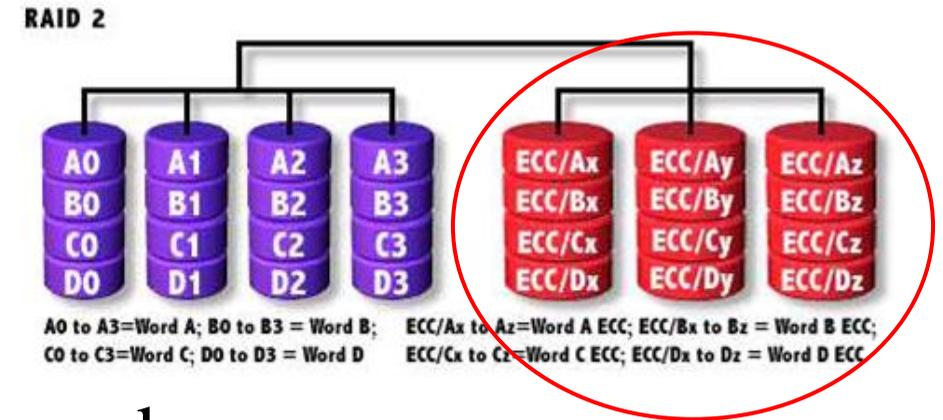 RAID 2
A0 A1 A2 A3 ECC/Ax ECC/Ay ECC/Az
B0 B1 B2 B3 ECC/Bx ECC/By ECC/Bz
C0 C1 C2 C3 ECC/Cx ECC/Cy ECC/Cz
D0 D1 D2 D3 ECC/Dx ECC/Dy ECC/Dz
A0 to A3=Word A; B0 to B3 = Word B; ECC/Ax to Az=Word A ECC; ECC/Bx to Bz = Word B ECC;
C0 to C3=Word C; D0 to D3 = Word D ECC/Cx to Cz=Word C ECC; ECC/Dx to Dz = Word D ECC